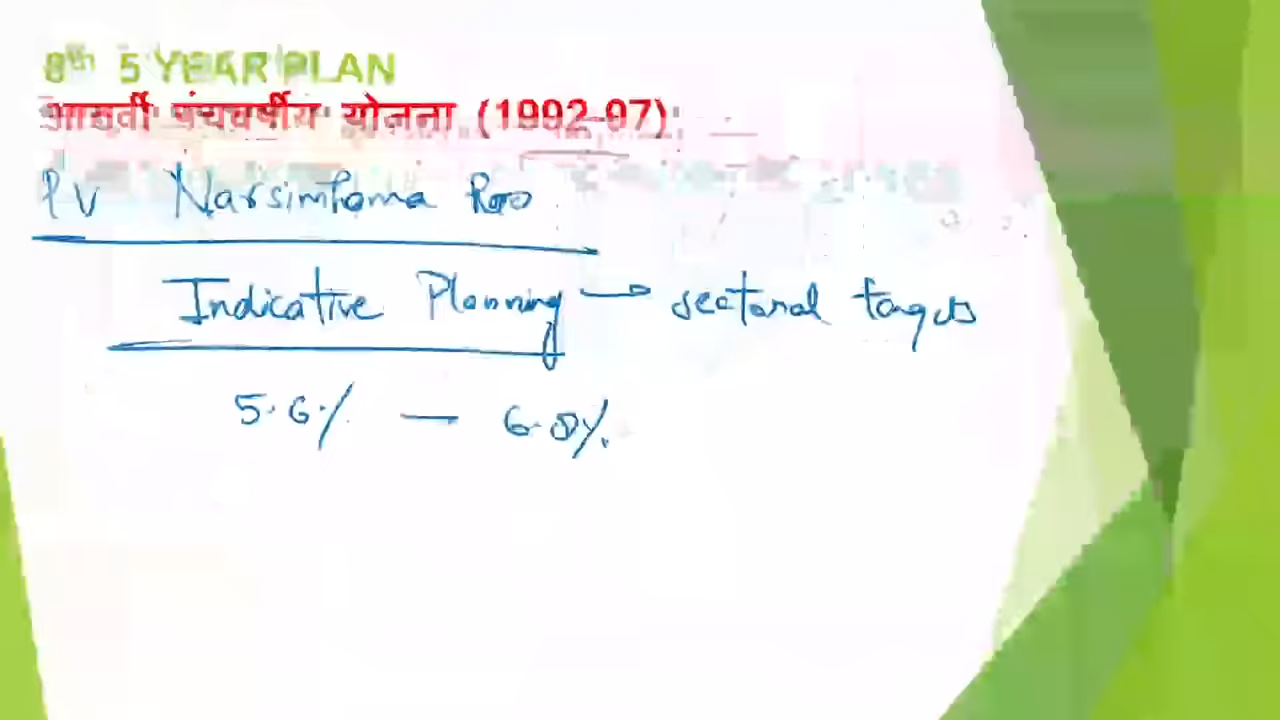 8th 5 YEAR PLAN
आठवीं पंचवर्षीय योजना (1992-97):
P V Narsimhama Rao
Indicative Planning → sectoral targets
5.6% — 6.8%.